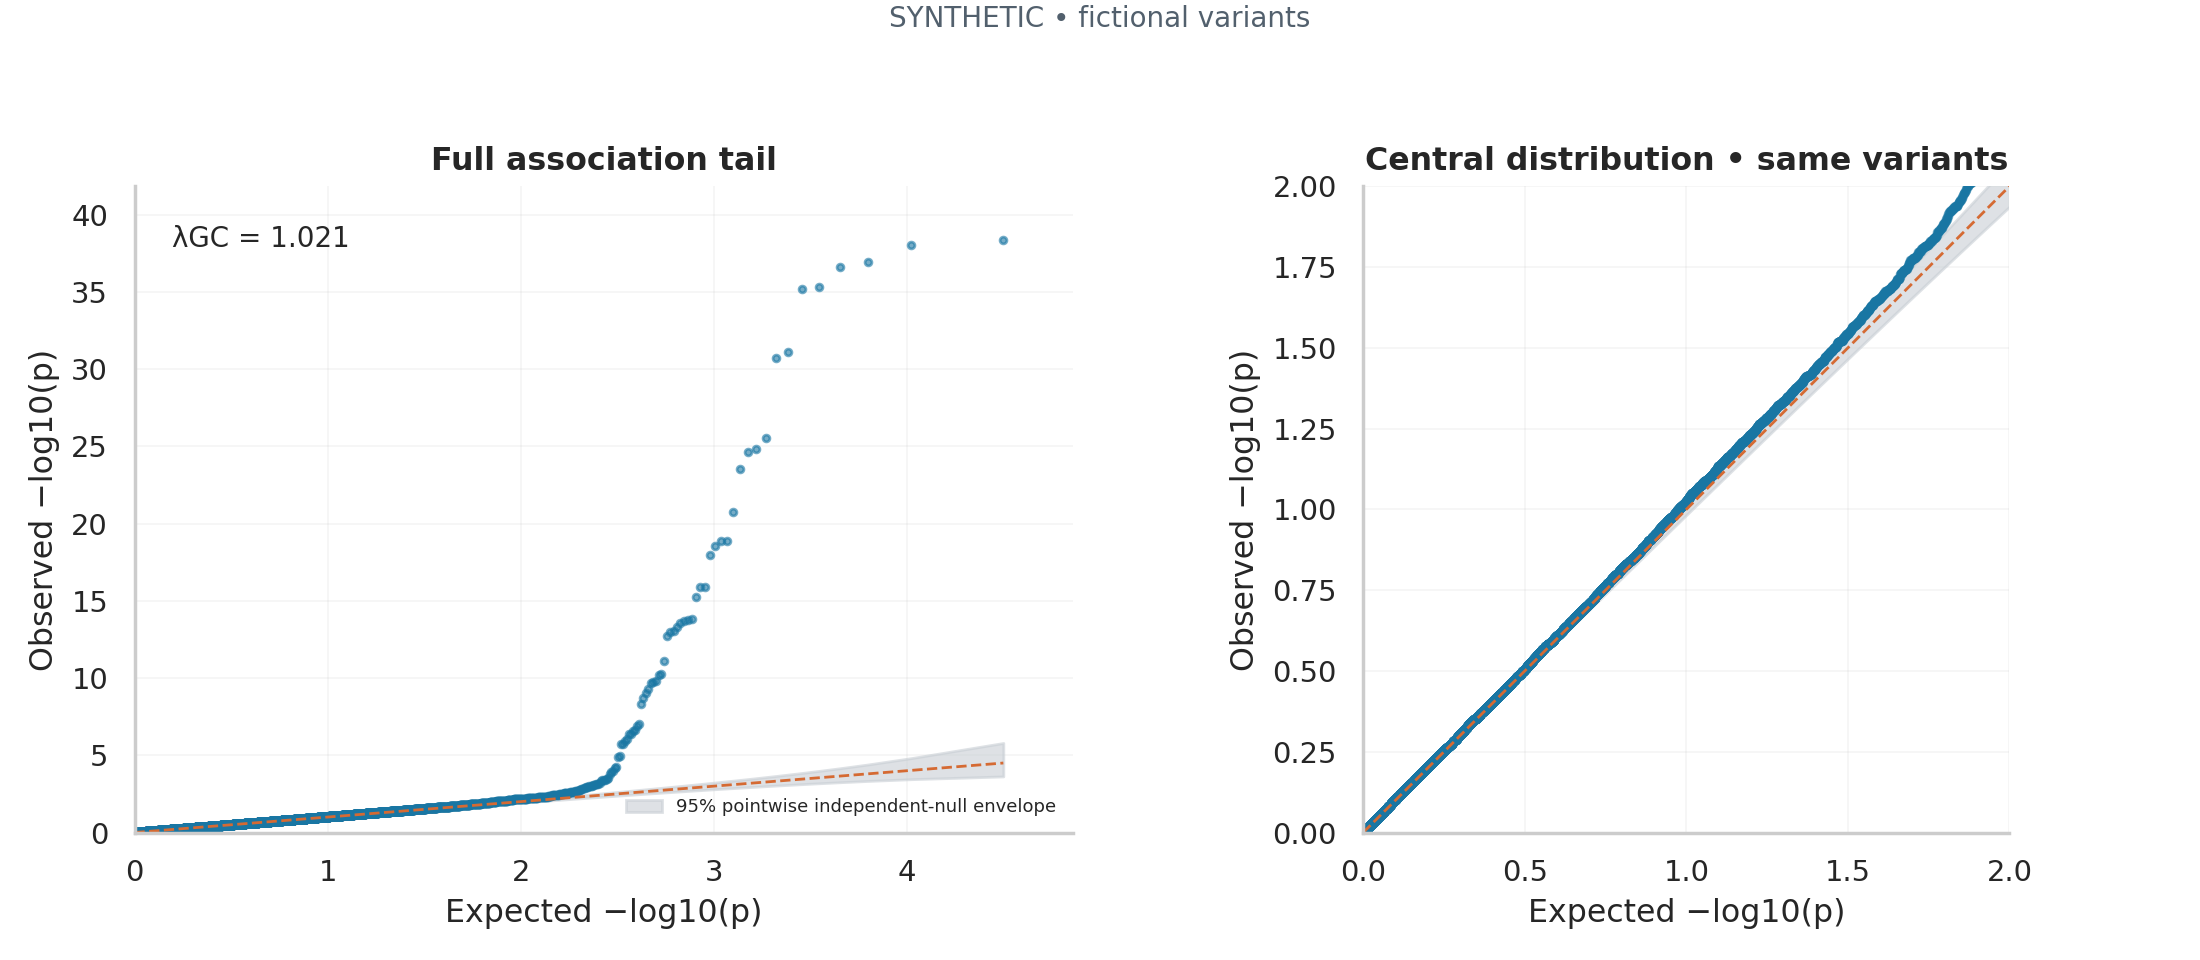 SYNTHETIC • fictional variants
Full association tail
λGC = 1.021
Observed −log10(p)
40
35
30
25
20
15
10
5
0
95% pointwise independent-null envelope
0 1 2 3 4
Expected −log10(p)
Central distribution • same variants
Observed −log10(p)
2.00
1.75
1.50
1.25
1.00
0.75
0.50
0.25
0.00
0.0 0.5 1.0 1.5 2.0
Expected −log10(p)